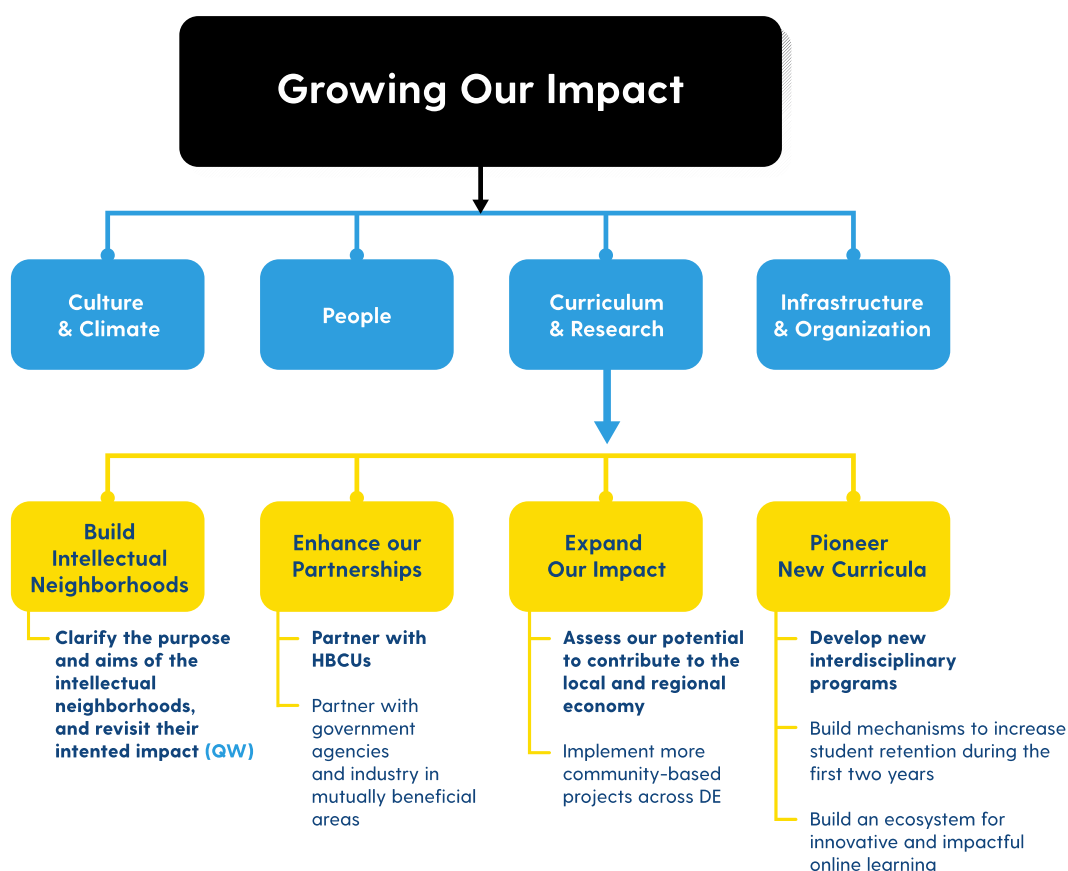 Growing Our Impact
Culture
& Climate
People
Curriculum
& Research
Infrastructure
& Organization
Build
Intellectual
Neighborhoods
Enhance our
Partnerships
Expand
Our Impact
Pioneer
New Curricula
Clarify the purpose
and aims of the
intellectual
neighborhoods,
and revisit their
intented impact (QW)
Partner with
HBCUs
Partner with
government
agencies
and industry in
mutually beneficial
areas
Assess our potential
to contribute to the
local and regional
economy
Implement more
community-based
projects across DE
Develop new
interdisciplinary
programs
Build mechanisms to increase
student retention during the
first two years
Build an ecosystem for
innovative and impactful
online learning